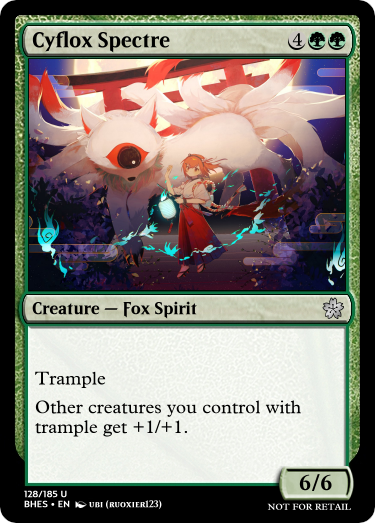 Cyflox Spectre 4
Creature — Fox Spirit
Trample
Other creatures you control with
trample get +1/+1.
6/6
128/185 U
BHES • EN UBI (RUOXIER123)
NOT FOR RETAIL